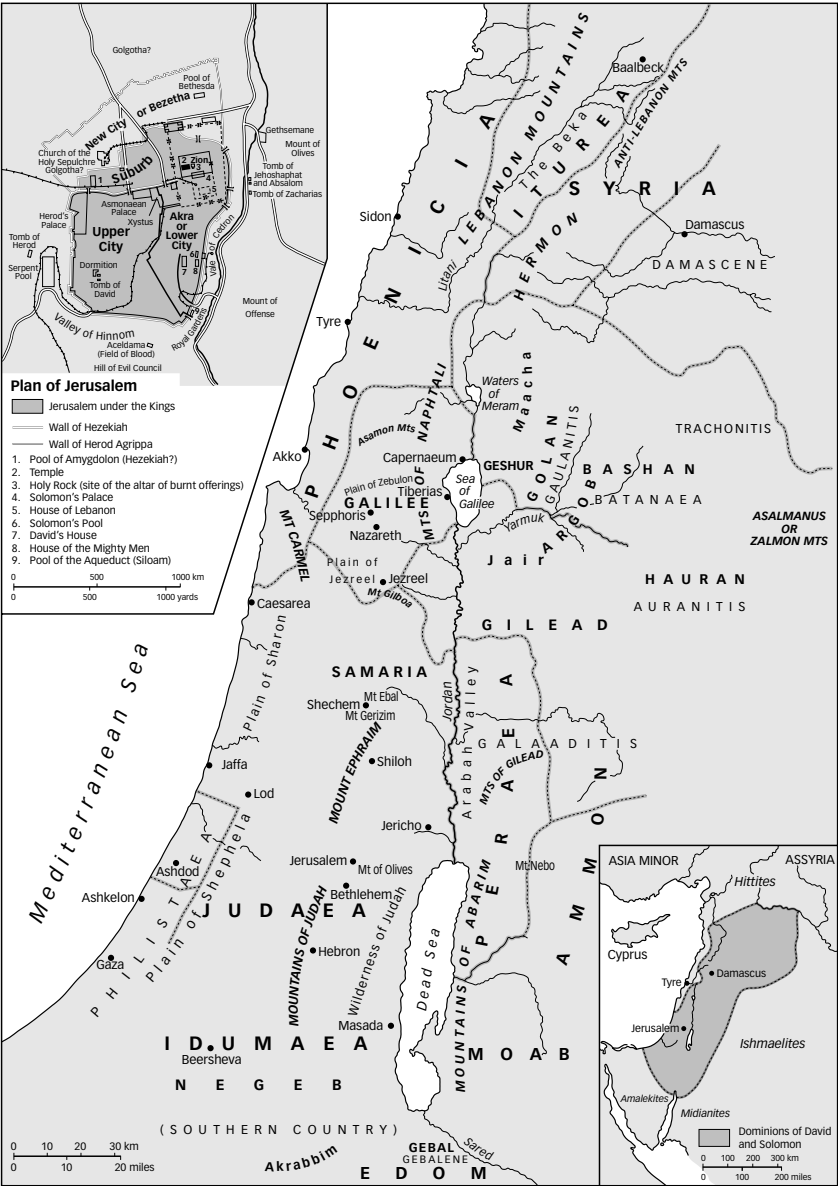 Golgotha?
Pool of
Bethesda
New City or Bezetha
Gethsemane
Mount of
Olives
Church of the
Holy Sepulchre
Golgotha?
Suburb
1
2
Zion
3
4
5
Tomb of
Jehoshaphat
and Absalom
Tomb of Zacharias
Asmonaean
Palace
Xystus
Herod's
Palace
Upper
City
Akra
or
Lower
City
Vale of Cedron
6
7
8
9
Tomb of
Herod
Serpent
Pool
Dormition
Tomb of
David
Mount of
Offense
Royal Gardens
Valley of Hinnom
Aceldama
(Field of Blood)
Hill of Evil Council
Plan of Jerusalem
Jerusalem under the Kings
Wall of Hezekiah
Wall of Herod Agrippa
1. Pool of Amygdolon (Hezekiah?)
2. Temple
3. Holy Rock (site of the altar of burnt offerings)
4. Solomon's Palace
5. House of Lebanon
6. Solomon's Pool
7. David's House
8. House of the Mighty Men
9. Pool of the Aqueduct (Siloam)
0 500 1000 km
0 500 1000 yards
Baalbeck
PHOENICIA
LEBANON MOUNTAINS
The Beka
ITUREA
ANTI-LEBANON MTS
SYRIA
Sidon
Damascus
DAMASCENE
Litani
HERMON
Tyre
Waters
of
Meram
Maacha
MTS OF NAPHTALI
Asamon Mts
TRACHONITIS
Akko
Capernaeum
GESHUR
GOLAN
GAULANITIS
BASHAN
BATANAEA
Plain of Zebulon
Tiberias
Sea
of
Galilee
GALILEE
Sepphoris
Nazareth
Yarmuk
ARGOB
ASALMANUS
OR
ZALMON MTS
MT CARMEL
Jair
Plain of
Jezreel
Jezreel
Mt Gilboa
HAURAN
AURANITIS
Caesarea
GILEAD
Mediterranean Sea
Plain of Sharon
SAMARIA
Mt Ebal
Shechem
Mt Gerizim
Jordan
Arabah Valley
PERAEA
GALAADITIS
MTS OF GILEAD
Jaffa
Shiloh
MOUNT EPHRAIM
Lod
AMMON
Jericho
Jerusalem
Mt of Olives
Mt Nebo
Ashdod
Bethlehem
Ashkelon
JUDAEA
PHILISTAEA
Plain of Shephela
MOUNTAINS OF JUDAH
Wilderness of Judah
Hebron
Gaza
Dead Sea
MOUNTAINS OF ABARIM
Masada
IDUMAEA
Beersheva
MOAB
NEGEB
(SOUTHERN COUNTRY)
Akrabbim
GEBAL
GEBALENE
Sared
EDOM
0 10 20 30 km
0 10 20 miles
ASIA MINOR
ASSYRIA
Hittites
Cyprus
Tyre
Damascus
Jerusalem
Ishmaelites
Amalekites
Midianites
Dominions of David
and Solomon
0 100 200 300 km
0 100 200 miles